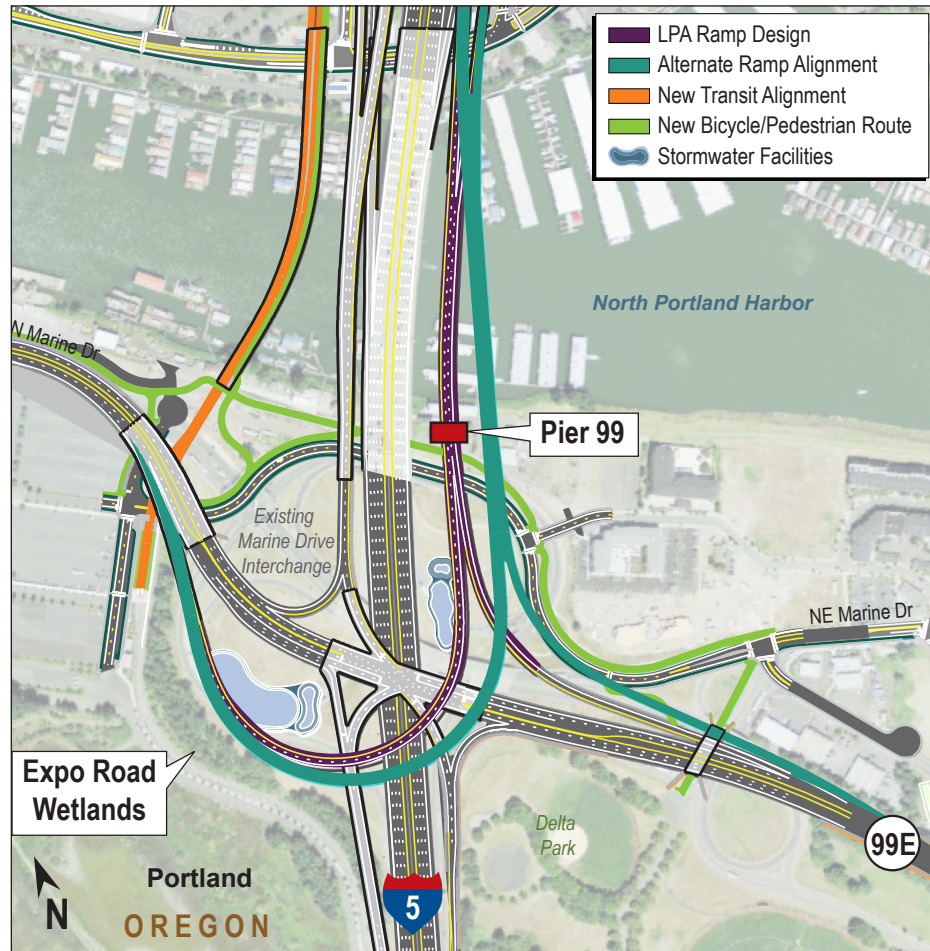 LPA Ramp Design
Alternate Ramp Alignment
New Transit Alignment
New Bicycle/Pedestrian Route
Stormwater Facilities
North Portland Harbor
N Marine Dr
Pier 99
Existing
Marine Drive
Interchange
NE Marine Dr
Expo Road
Wetlands
Delta
Park
99E
Portland
OREGON
N
5